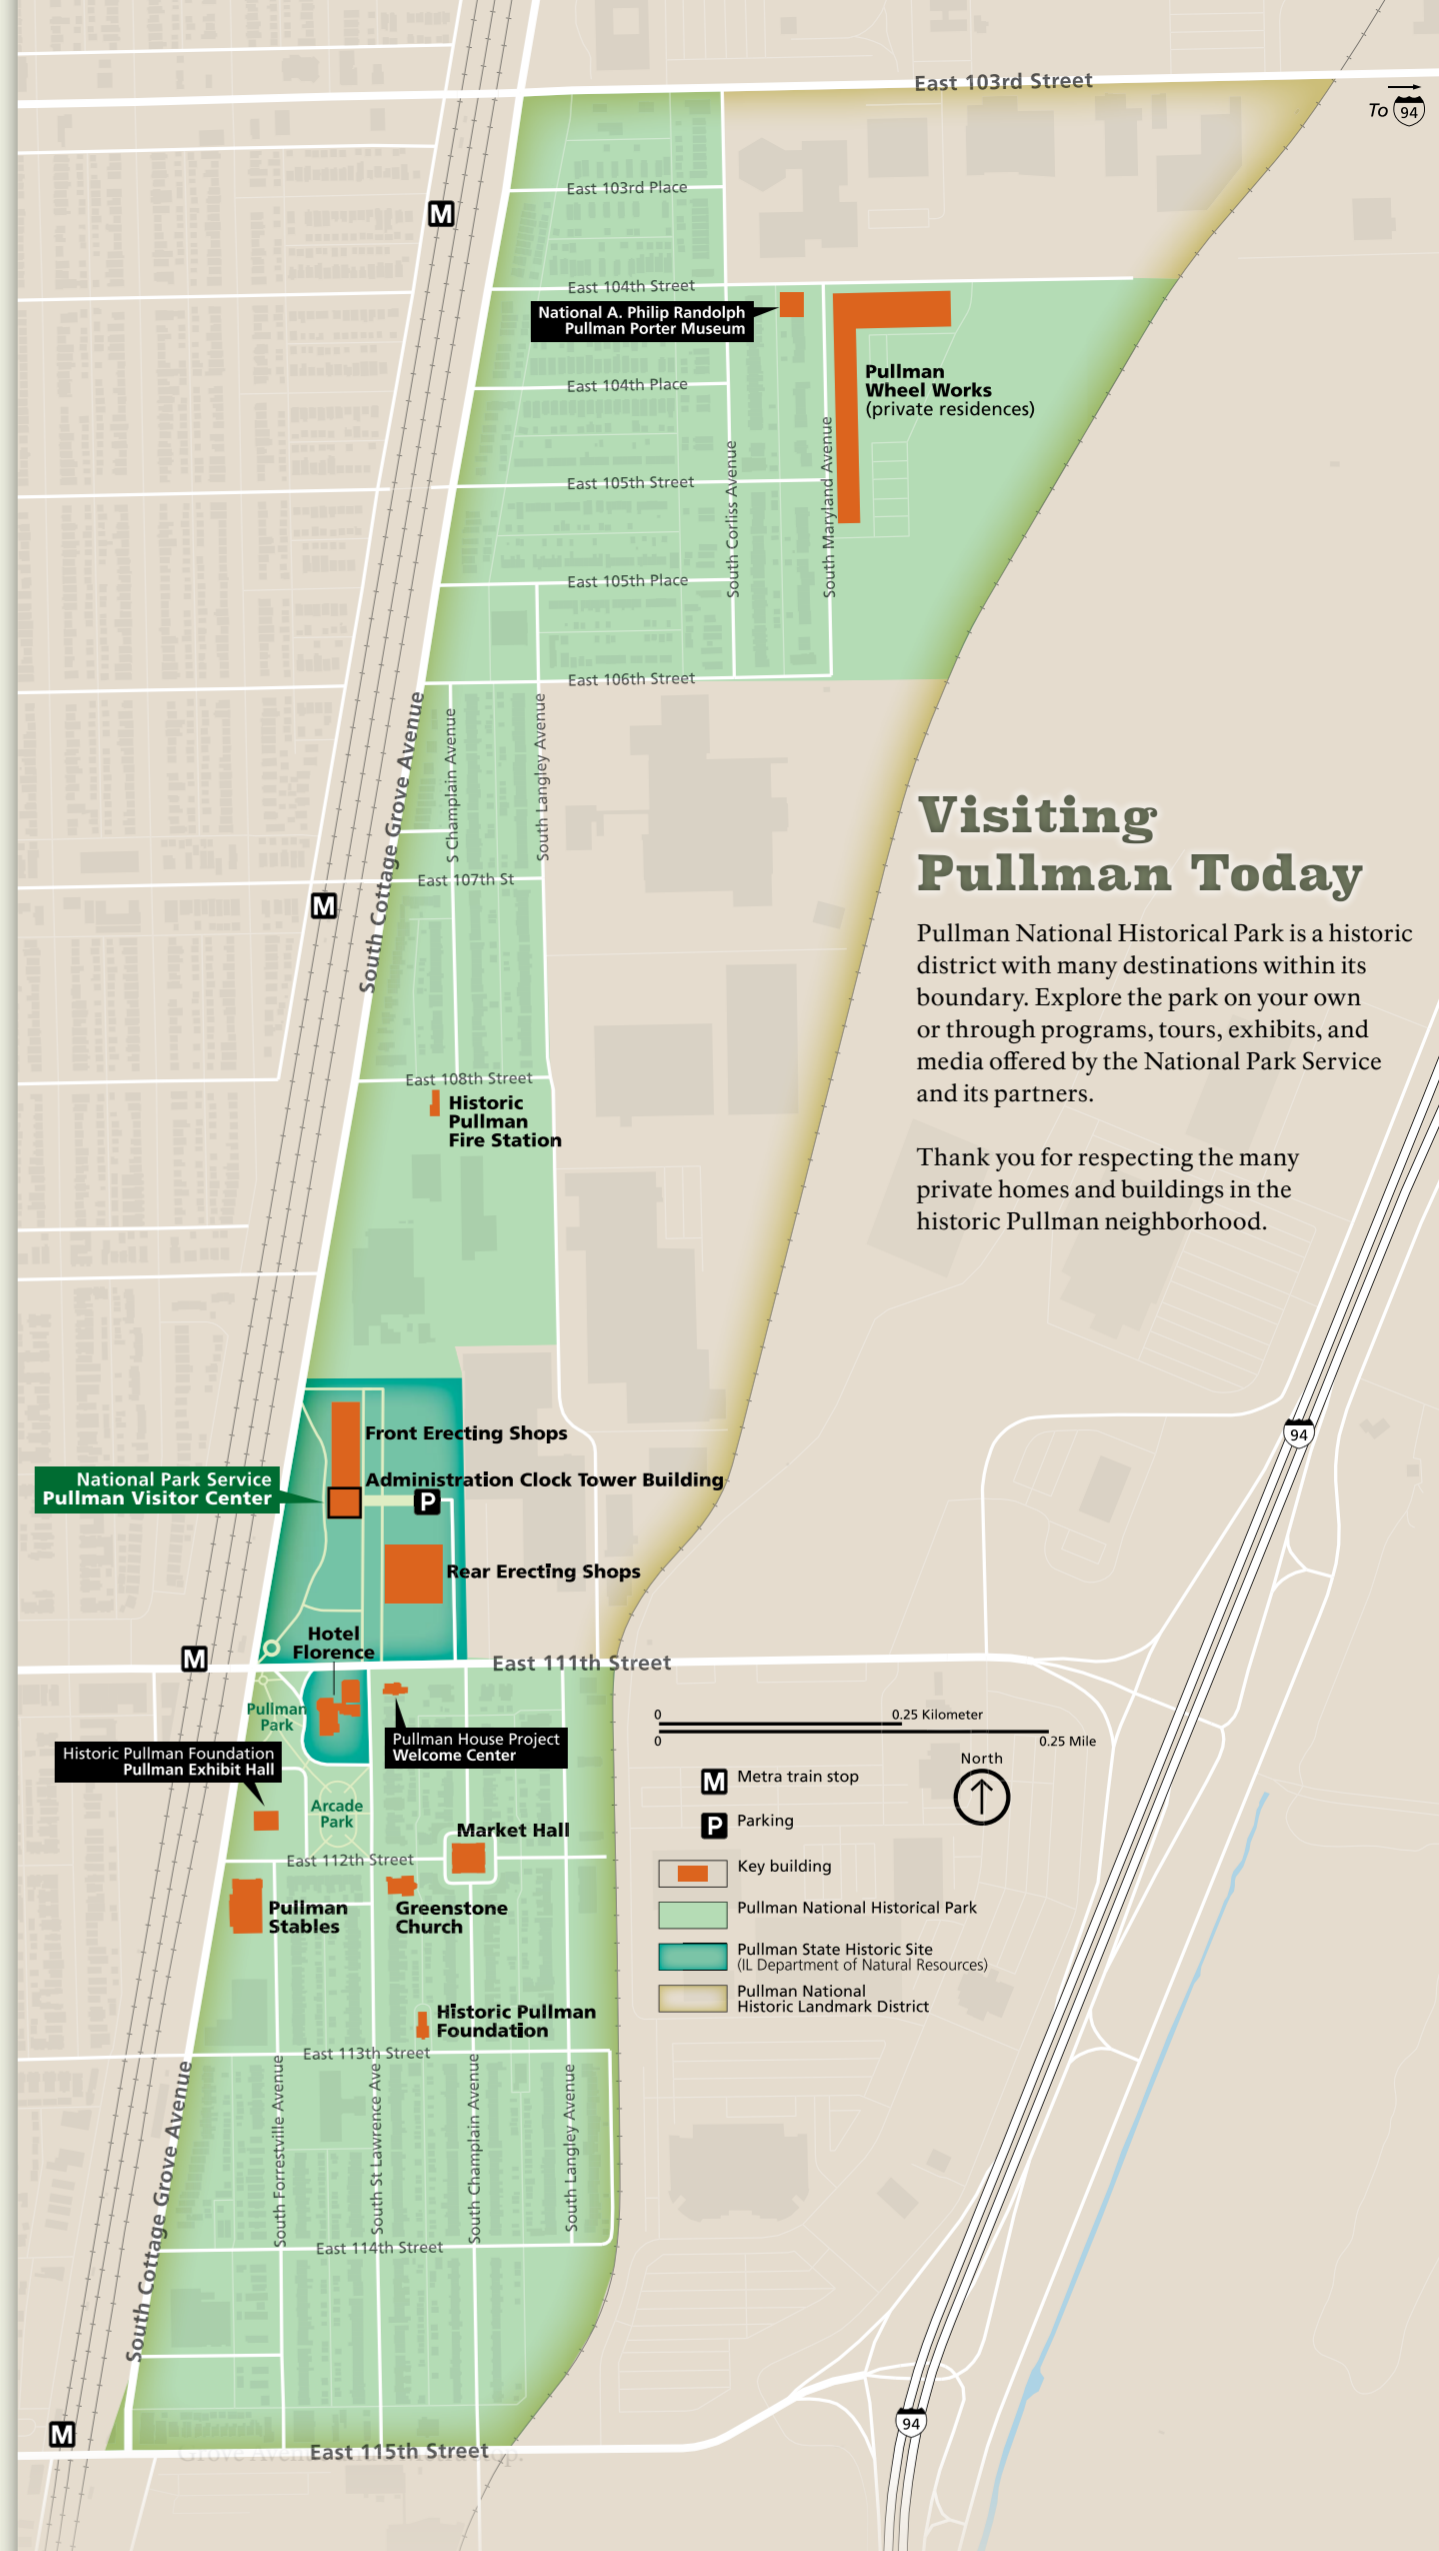 East 103rd Street
To 94
M
East 103rd Place
East 104th Street
National A. Philip Randolph
Pullman Porter Museum
Pullman
Wheel Works
(private residences)
East 104th Place
South Corliss Avenue
South Maryland Avenue
East 105th Street
East 105th Place
East 106th Street
South Cottage Grove Avenue
S Champlain Avenue
South Langley Avenue
Visiting
Pullman Today
Pullman National Historical Park is a historic
district with many destinations within its
boundary. Explore the park on your own
or through programs, tours, exhibits, and
media offered by the National Park Service
and its partners.
Thank you for respecting the many
private homes and buildings in the
historic Pullman neighborhood.
East 107th St
M
East 108th Street
Historic
Pullman
Fire Station
Front Erecting Shops
94
National Park Service
Pullman Visitor Center
Administration Clock Tower Building
P
Rear Erecting Shops
Hotel
Florence
M
East 111th Street
Pullman
Park
Pullman House Project
Welcome Center
Historic Pullman Foundation
Pullman Exhibit Hall
Arcade
Park
Market Hall
East 112th Street
Pullman
Stables
Greenstone
Church
Historic Pullman
Foundation
East 113th Street
0 0.25 Kilometer
0 0.25 Mile
North
M Metra train stop
P Parking
Key building
Pullman National Historical Park
Pullman State Historic Site
(IL Department of Natural Resources)
Pullman National
Historic Landmark District
South Cottage Grove Avenue
South Forrestville Avenue
South St Lawrence Ave
South Champlain Avenue
South Langley Avenue
East 114th Street
94
M
East 115th Street